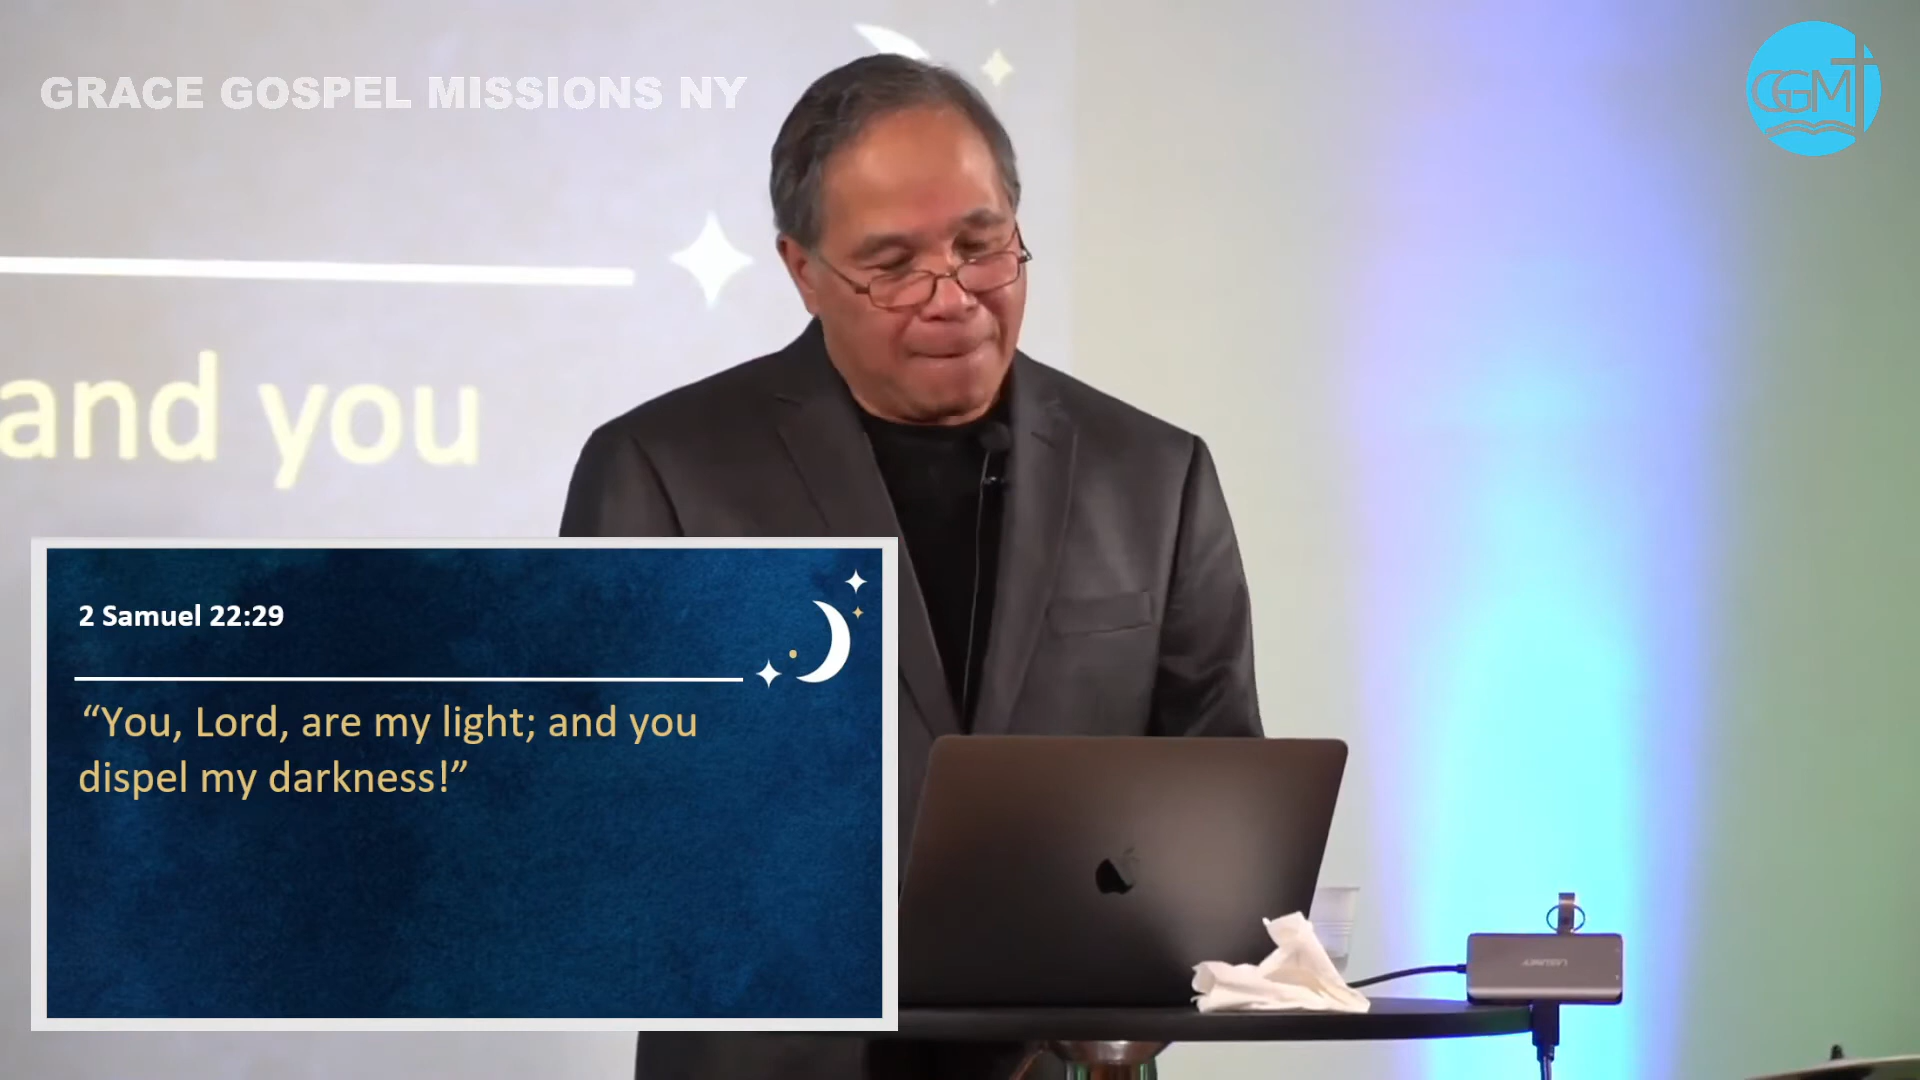 GRACE GOSPEL MISSIONS NY
GGM
and you
2 Samuel 22:29
“You, Lord, are my light; and you
dispel my darkness!”